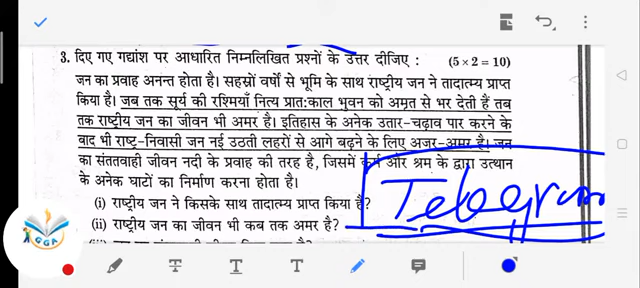 3. दिए गए गद्यांश पर आधारित निम्नलिखित प्रश्नों के उत्तर दीजिए : (5×2=10)
जन का प्रवाह अनन्त होता है। सहस्रों वर्षों से भूमि के साथ राष्ट्रीय जन ने तादात्म्य प्राप्त
किया है। जब तक सूर्य की रश्मियाँ नित्य प्रातःकाल भुवन को अमृत से भर देती हैं तब
तक राष्ट्रीय जन का जीवन भी अमर है। इतिहास के अनेक उतार-चढ़ाव पार करने के
बाद भी राष्ट्र-निवासी जन नई उठती लहरों से आगे बढ़ने के लिए अजर-अमर है। जन
का संततवाही जीवन नदी के प्रवाह की तरह है, जिसमें कर्म और श्रम के द्वारा उत्थान
के अनेक घाटों का निर्माण करना होता है।
(i) राष्ट्रीय जन ने किसके साथ तादात्म्य प्राप्त किया है?
Telegram
(ii) राष्ट्रीय जन का जीवन भी कब तक अमर है?
GGA